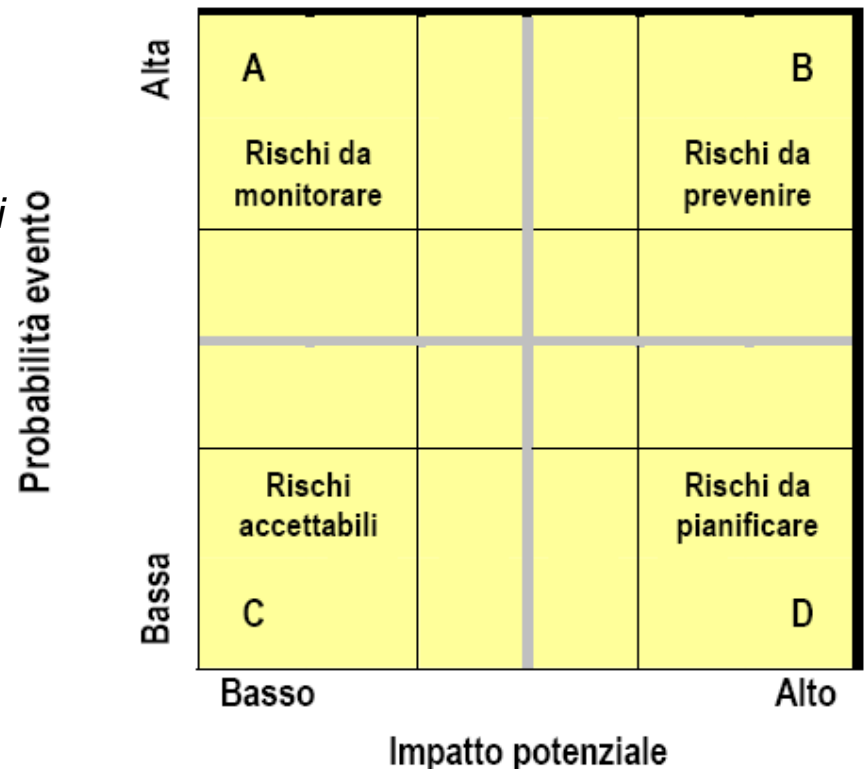 Alta
A
B
Rischi da
monitorare
Rischi da
prevenire
i
Probabilità evento
Rischi
accettabili
Rischi da
pianificare
Bassa
C
D
Basso
Alto
Impatto potenziale